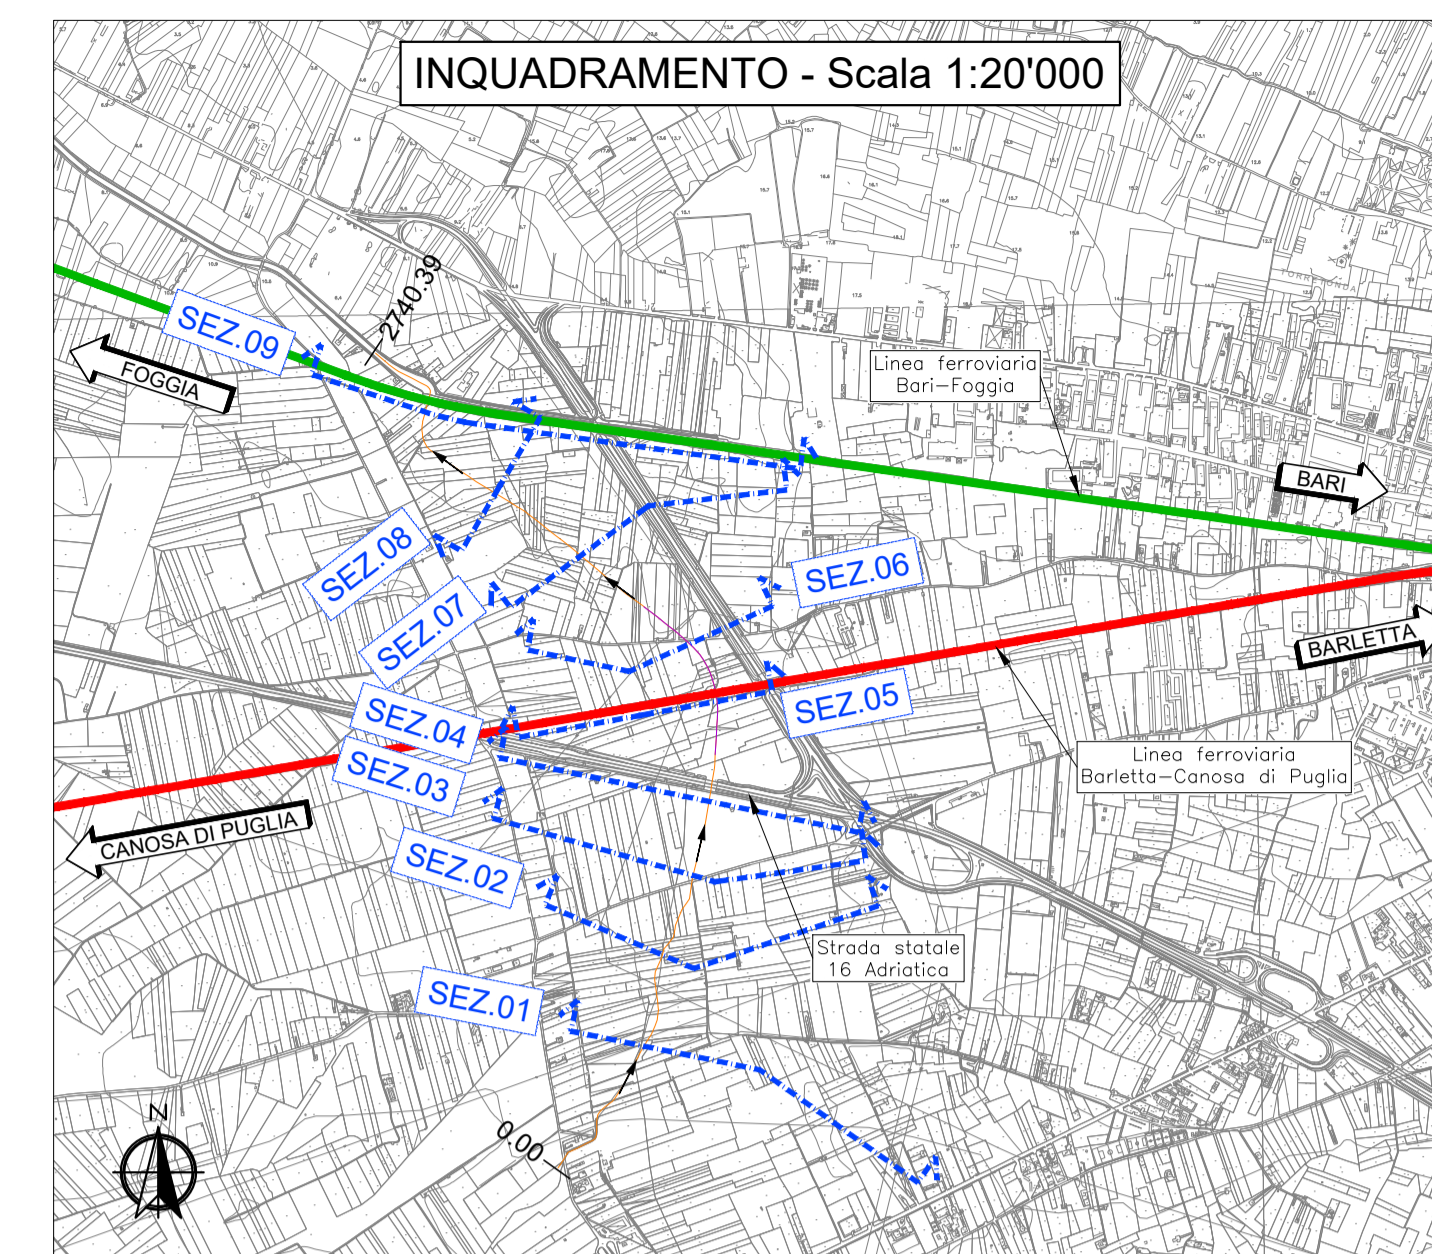 INQUADRAMENTO - Scala 1:20'000
2740.39
SEZ.09
FOGGIA
Linea ferroviaria
Bari-Foggia
BARI
SEZ.08
SEZ.06
SEZ.07
BARLETTA
SEZ.04
SEZ.05
SEZ.03
Linea ferroviaria
Barletta-Canosa di Puglia
CANOSA DI PUGLIA
SEZ.02
Strada statale
16 Adriatica
SEZ.01
0.00
N